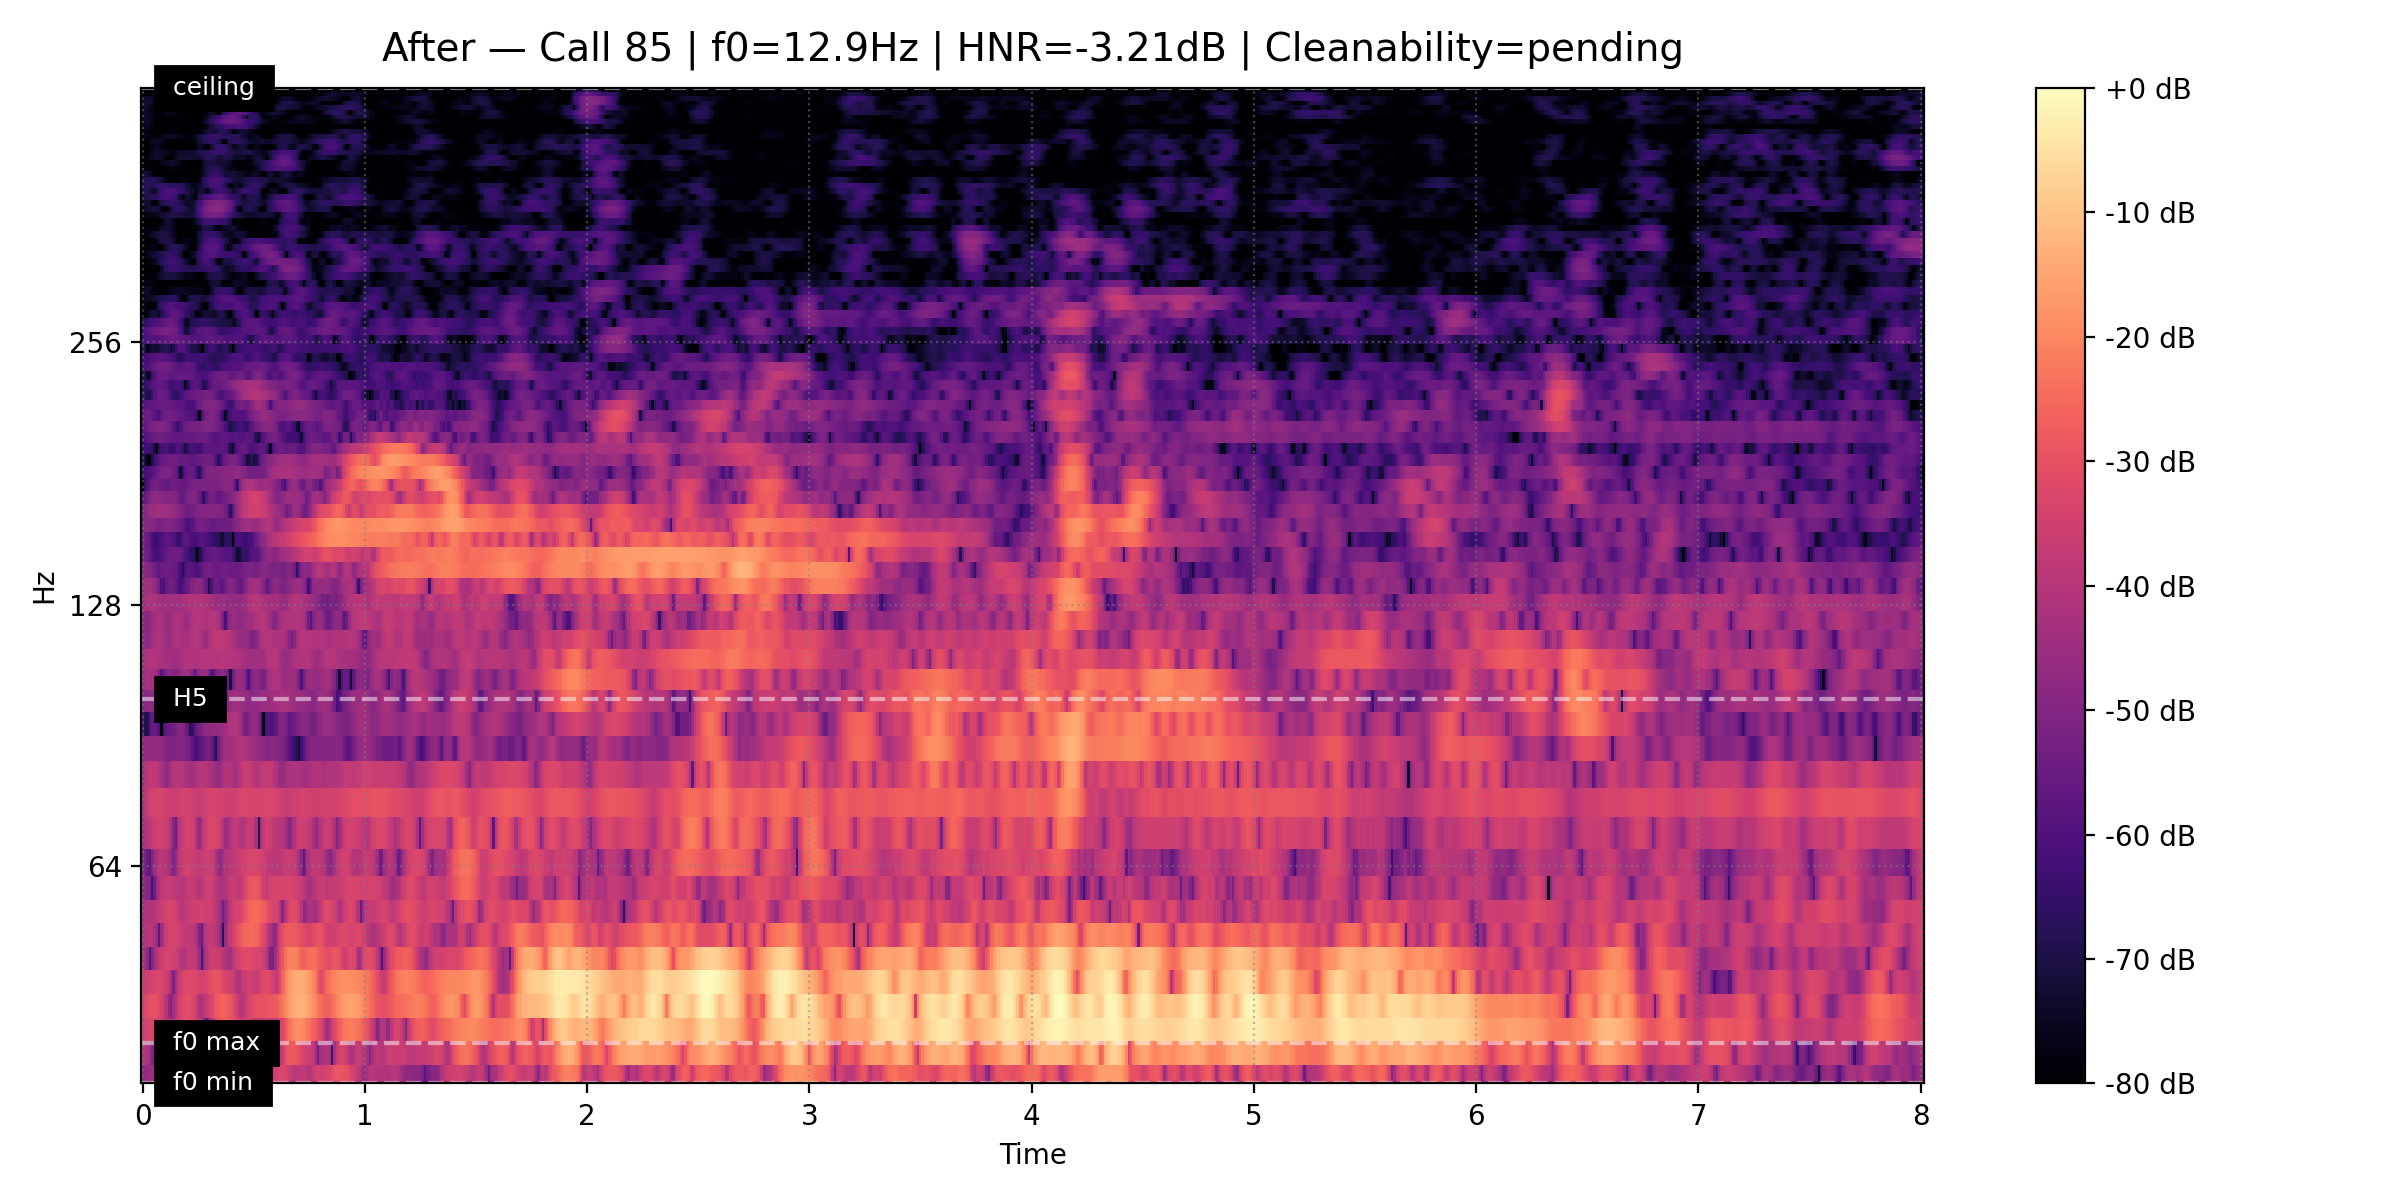 After — Call 85 | f0=12.9Hz | HNR=-3.21dB | Cleanability=pending
ceiling
H5
f0 max
f0 min
Hz
256
128
64
0 1 2 3 4 5 6 7 8
Time
+0 dB
-10 dB
-20 dB
-30 dB
-40 dB
-50 dB
-60 dB
-70 dB
-80 dB